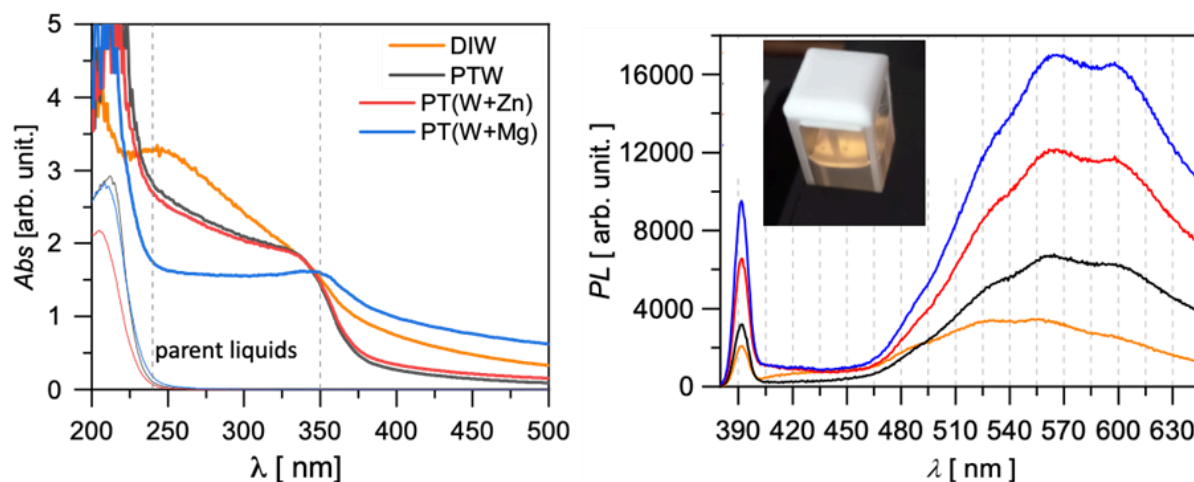 5
4
3
2
1
0
Abs [arb. unit.]
DIW
PTW
PT(W+Zn)
PT(W+Mg)
parent liquids
200 250 300 350 400 450 500
λ [ nm]
16000
12000
8000
4000
0
PL [ arb. unit.]
390 420 450 480 510 540 570 600 630
λ [ nm ]